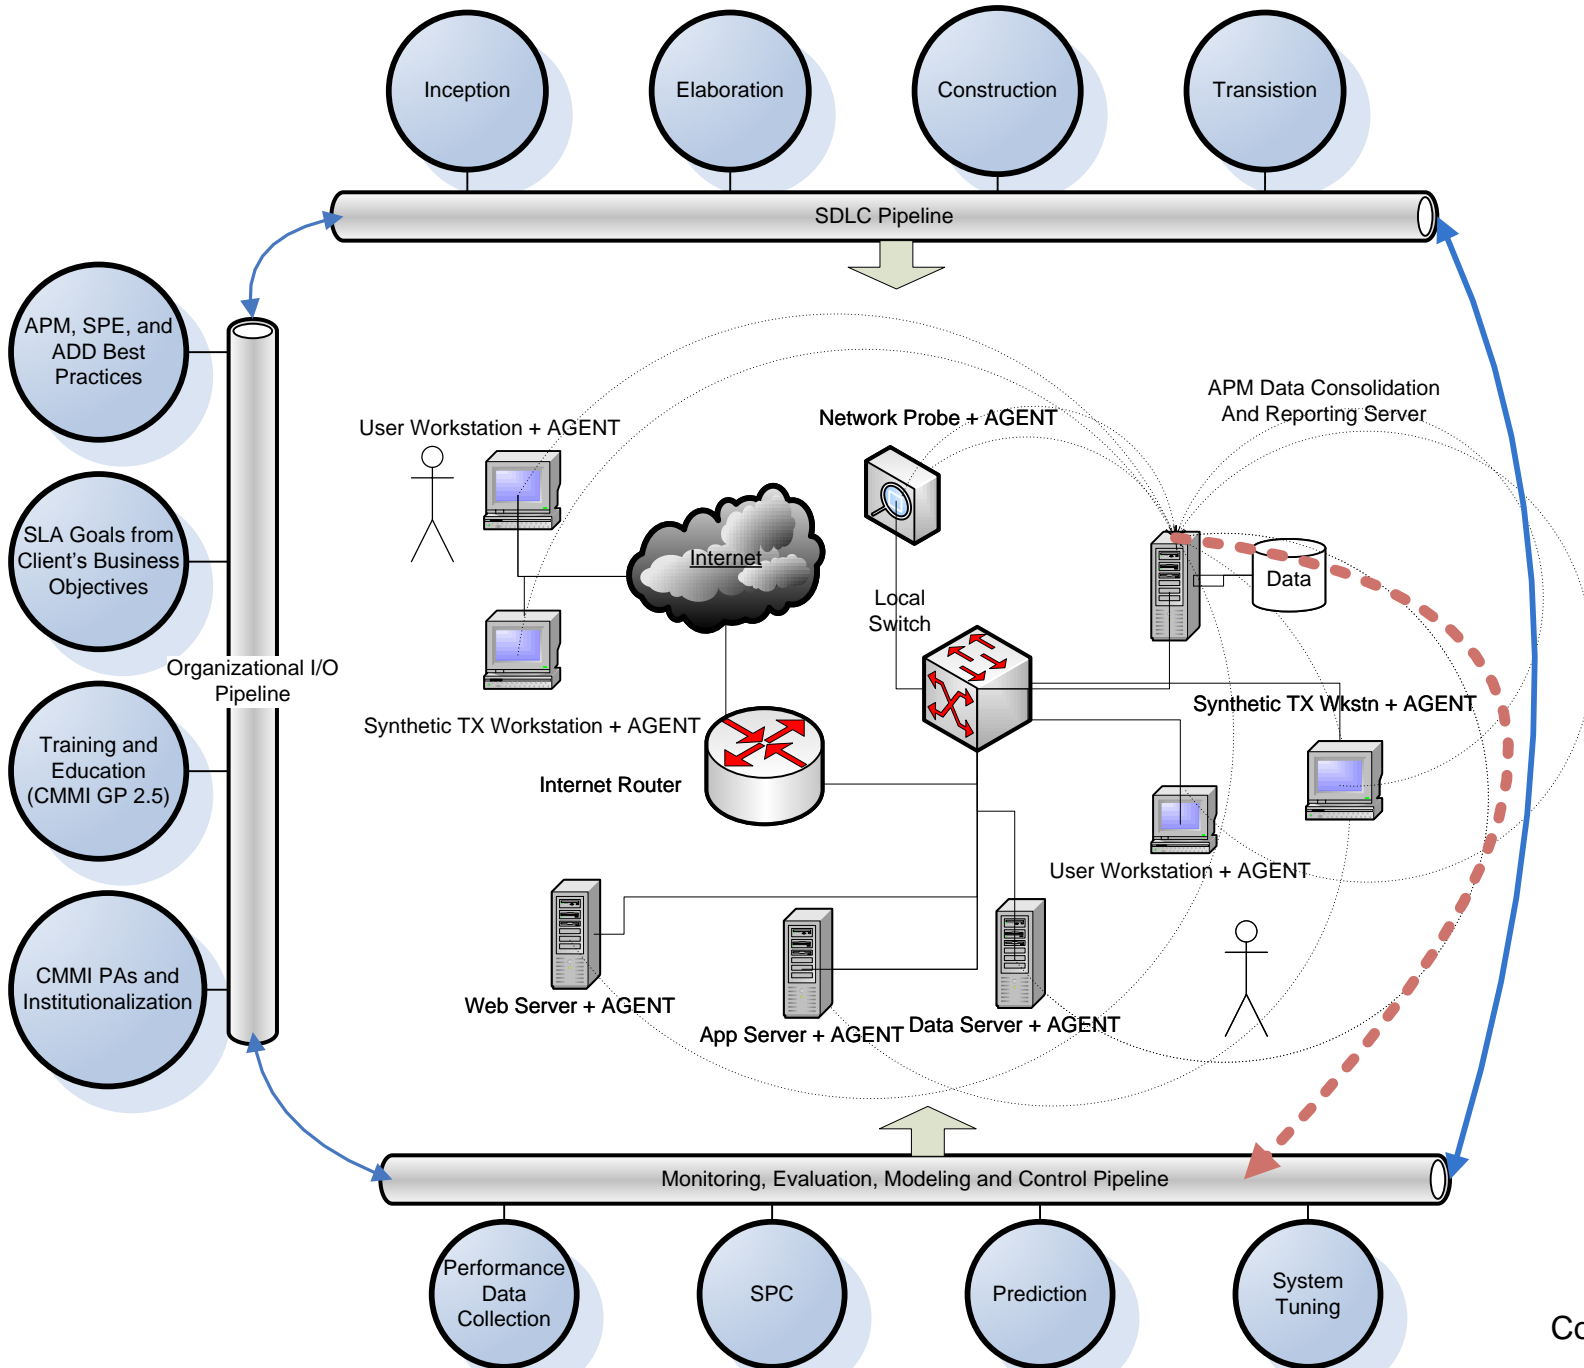 Inception
Elaboration
Construction
Transistion
SDLC Pipeline
APM, SPE, and
ADD Best
Practices
SLA Goals from
Client's Business
Objectives
Organizational I/O
Pipeline
Training and
Education
(CMMI GP 2.5)
CMMI PAs and
Institutionalization
User Workstation + AGENT
Network Probe + AGENT
APM Data Consolidation
And Reporting Server
Internet
Local
Switch
Data
Synthetic TX Workstation + AGENT
Synthetic TX Wkstn + AGENT
Internet Router
User Workstation + AGENT
Web Server + AGENT
App Server + AGENT
Data Server + AGENT
Monitoring, Evaluation, Modeling and Control Pipeline
Performance
Data
Collection
SPC
Prediction
System
Tuning
Co